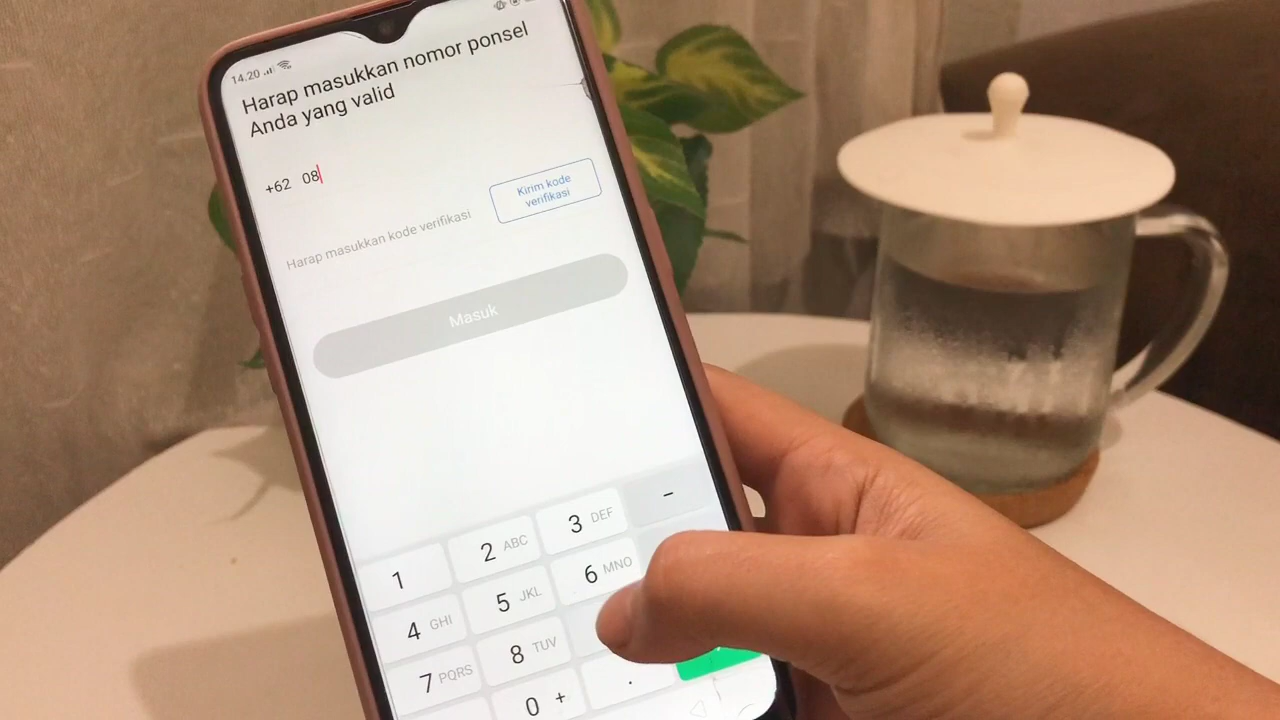 14.20
Harap masukkan nomor ponsel
Anda yang valid
+62 08
Kirim kode
verifikasi
Harap masukkan kode verifikasi
Masuk
1
2 ABC
3 DEF
-
4 GHI
5 JKL
6 MNO
7 PQRS
8 TUV
0 +
.